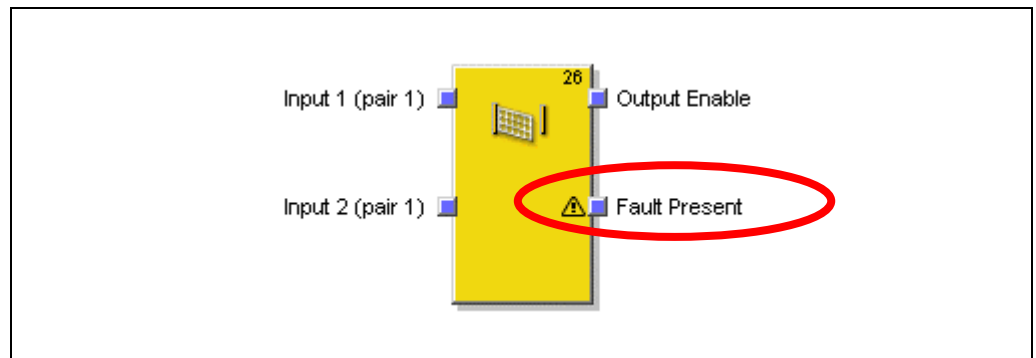 26
Input 1 (pair 1)
Output Enable
Input 2 (pair 1)
Fault Present